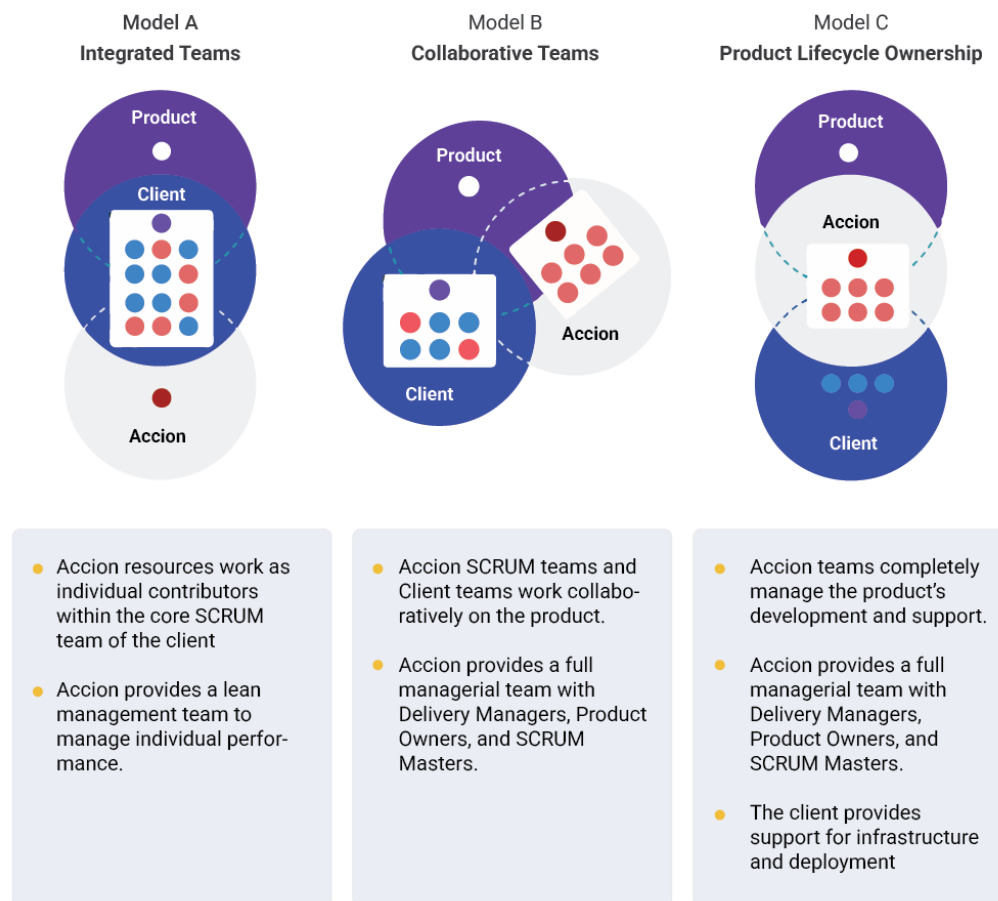 Model A
Integrated Teams
Product
Client
Accion
Model B
Collaborative Teams
Product
Accion
Client
Model C
Product Lifecycle Ownership
Product
Accion
Client
Accion resources work as
individual contributors
within the core SCRUM
team of the client
Accion provides a lean
management team to
manage individual perfor-
mance.
Accion SCRUM teams and
Client teams work collabo-
ratively on the product.
Accion provides a full
managerial team with
Delivery Managers, Product
Owners, and SCRUM
Masters.
Accion teams completely
manage the product’s
development and support.
Accion provides a full
managerial team with
Delivery Managers,
Product Owners, and
SCRUM Masters.
The client provides
support for infrastructure
and deployment